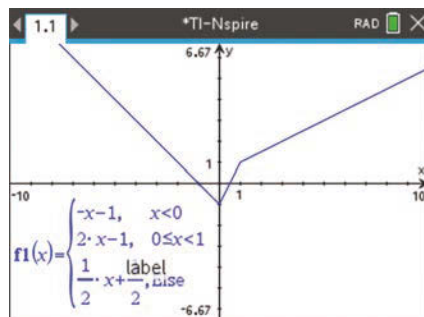 1.1 *TI-Nspire RAD
6.67 y
1
x
-10 1 10
f1(x)={-x-1, x<0
2·x-1, 0≤x<1
1/2·x+ /2, Else
label
-6.67